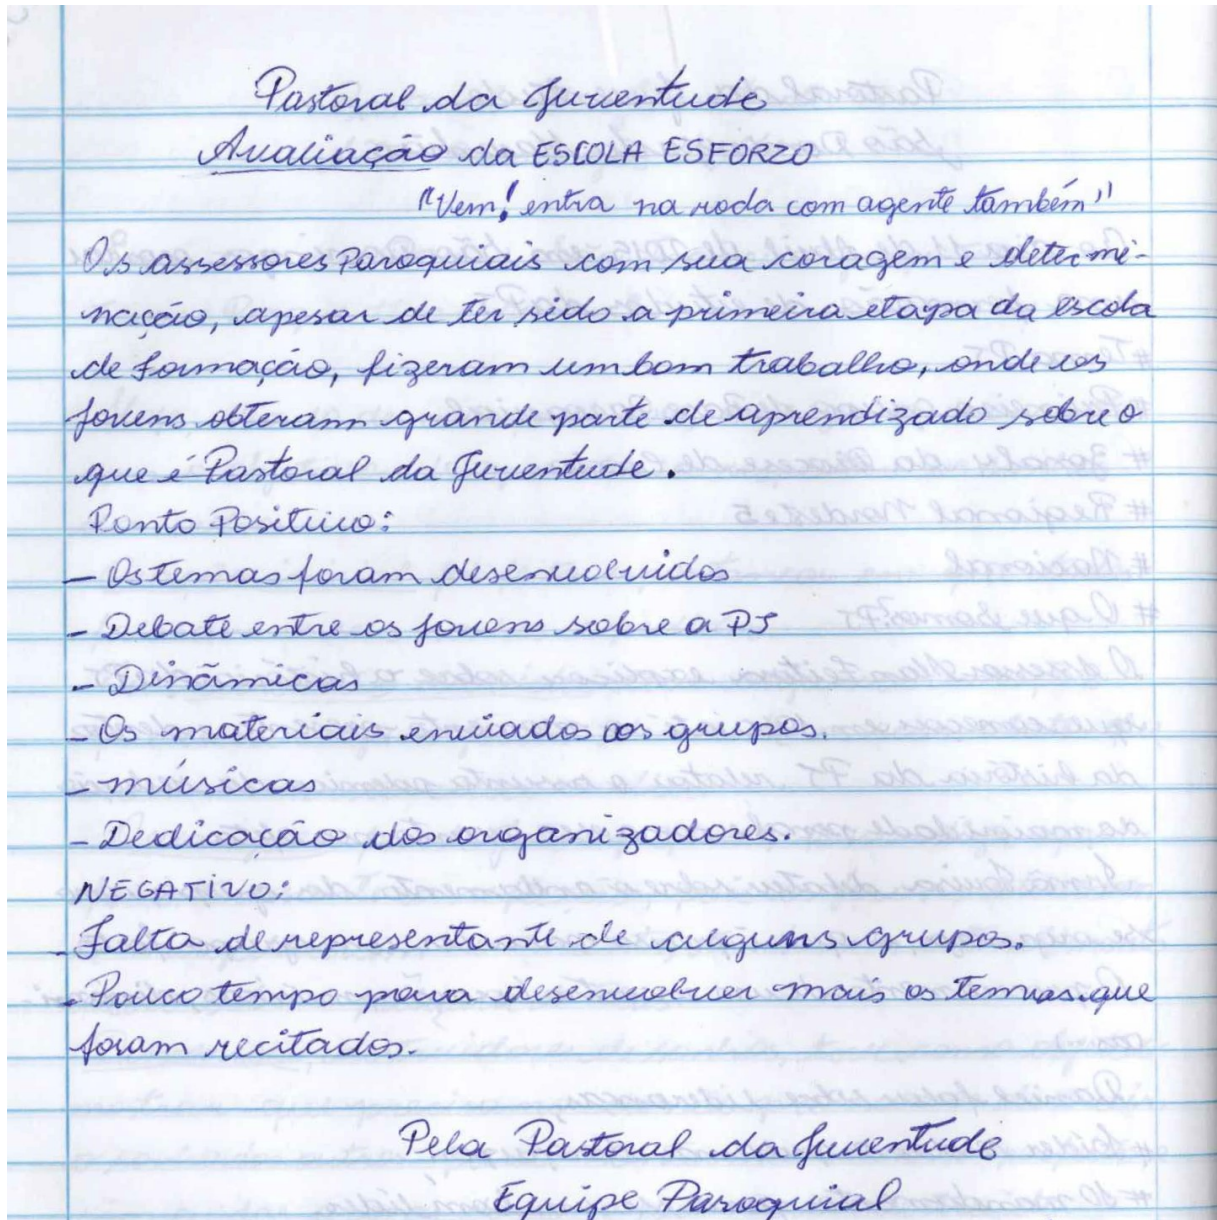 Pastoral da Juventude
Avaliação da ESCOLA ESFORZO
"Vem! entra na roda com agente também"
Os assessores Paroquiais com sua coragem e determi-
nação, apesar de ter sido a primeira etapa da escola
de formação, fizeram um bom trabalho, onde os
jovens obteram grande parte de aprendizado sobre o
que é Pastoral da Juventude.
Ponto Positivo:
- Os temas foram desenvolvidos
- Debate entre os jovens sobre a PJ
- Dinâmicas
- Os materiais enviados aos grupos.
- músicas
- Dedicação dos organizadores.
NEGATIVO:
- Falta de representante de alguns grupos.
- Pouco tempo para desenvolver mais os temas que
foram recitados.
Pela Pastoral da Juventude
Equipe Paroquial